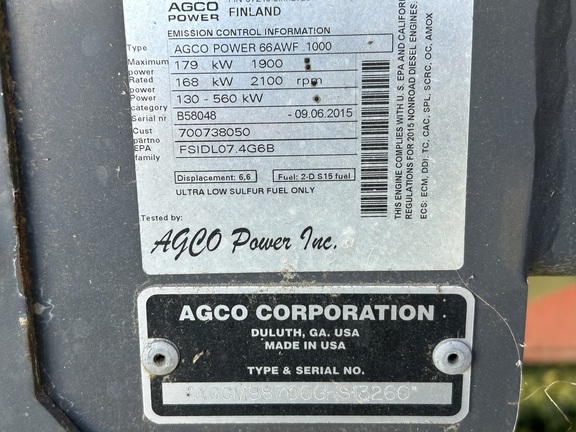 AGCO
POWER
FINLAND
EMISSION CONTROL INFORMATION
Type AGCO POWER 66AWF .1000
Maximum power 179 kW 1900
Rated power 168 kW 2100 rpm
Power category 130 - 560 kW
Serial nr B58048 - 09.06.2015
Cust partno 700738050
EPA family FSIDL07.4G6B
Displacement: 6,6 Fuel: 2-D S15 fuel
ULTRA LOW SULFUR FUEL ONLY
Tested by:
AGCO Power Inc.
THIS ENGINE COMPLIES WITH U.S. EPA AND CALIFOR
REGULATIONS FOR 2015 NONROAD DIESEL ENGINES.
ECS: ECM, DDI, TC, CAC, SPL, SCRC, OC, AMOX
AGCO CORPORATION
DULUTH, GA. USA
MADE IN USA
TYPE & SERIAL NO.